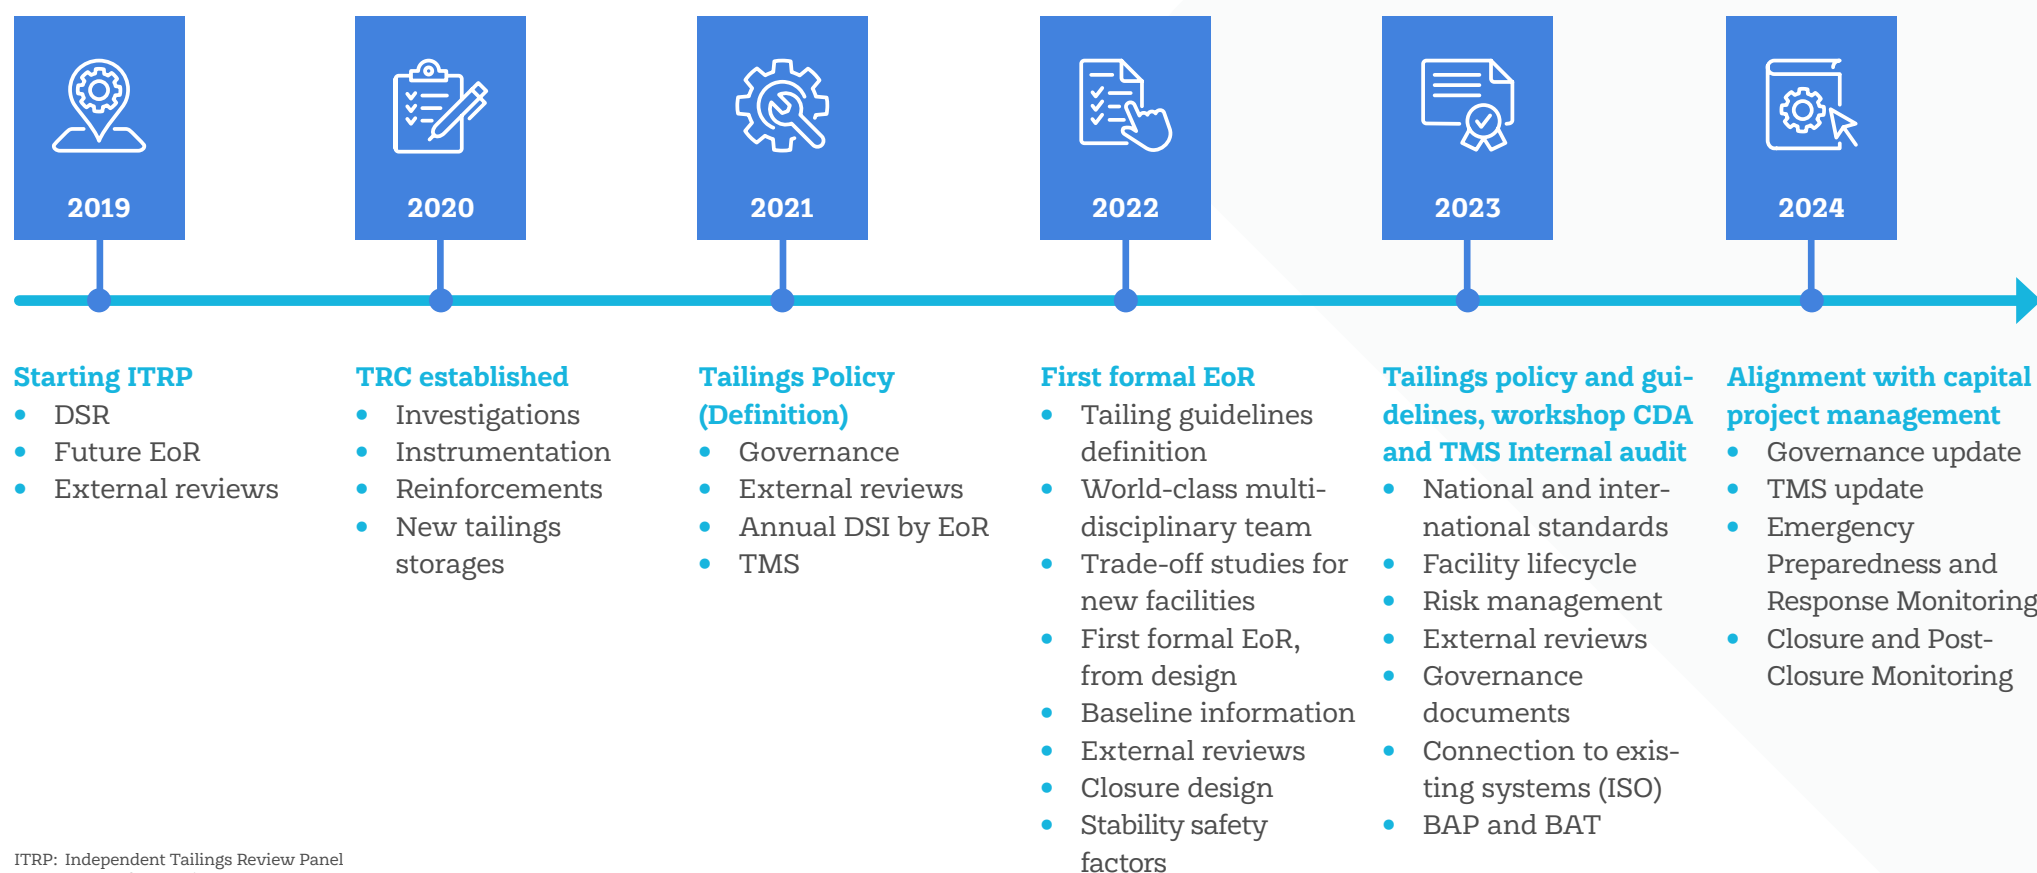 2019
2020
2021
2022
2023
2024
Starting ITRP
• DSR
• Future EoR
• External reviews
TRC established
• Investigations
• Instrumentation
• Reinforcements
• New tailings
storages
Tailings Policy
(Definition)
• Governance
• External reviews
• Annual DSI by EoR
• TMS
First formal EoR
• Tailing guidelines
definition
• World-class multi-
disciplinary team
• Trade-off studies for
new facilities
• First formal EoR,
from design
• Baseline information
• External reviews
• Closure design
• Stability safety
factors
Tailings policy and gui-
delines, workshop CDA
and TMS Internal audit
• National and inter-
national standards
• Facility lifecycle
• Risk management
• External reviews
• Governance
documents
• Connection to exis-
ting systems (ISO)
• BAP and BAT
Alignment with capital
project management
• Governance update
• TMS update
• Emergency
Preparedness and
Response Monitoring
• Closure and Post-
Closure Monitoring
ITRP: Independent Tailings Review Panel